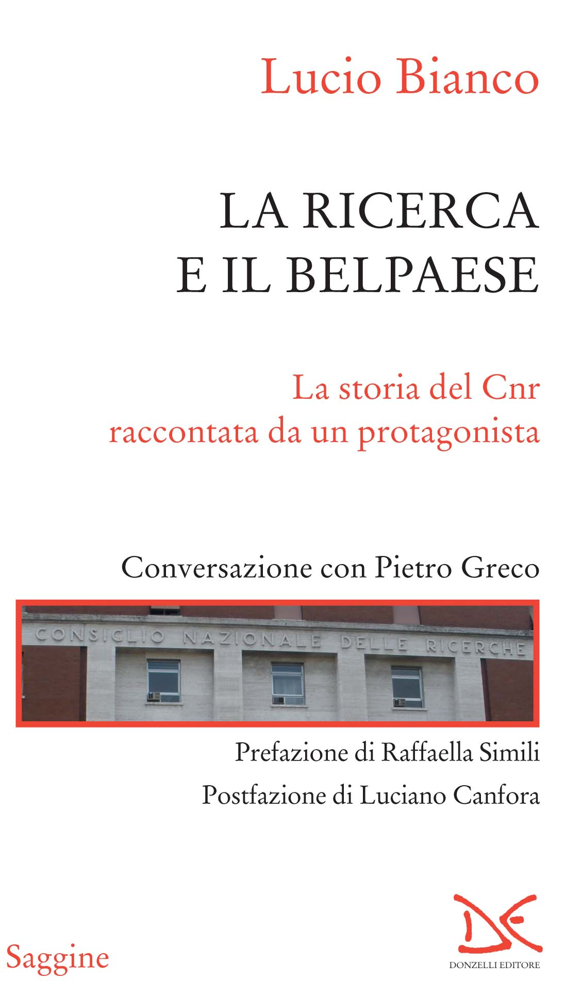 Lucio Bianco
LA RICERCA
E IL BELPAESE
La storia del Cnr
raccontata da un protagonista
Conversazione con Pietro Greco
CONSIGLIO NAZIONALE DELLE RICERCHE
Prefazione di Raffaella Simili
Postfazione di Luciano Canfora
DE
Saggine
DONZELLI EDITORE